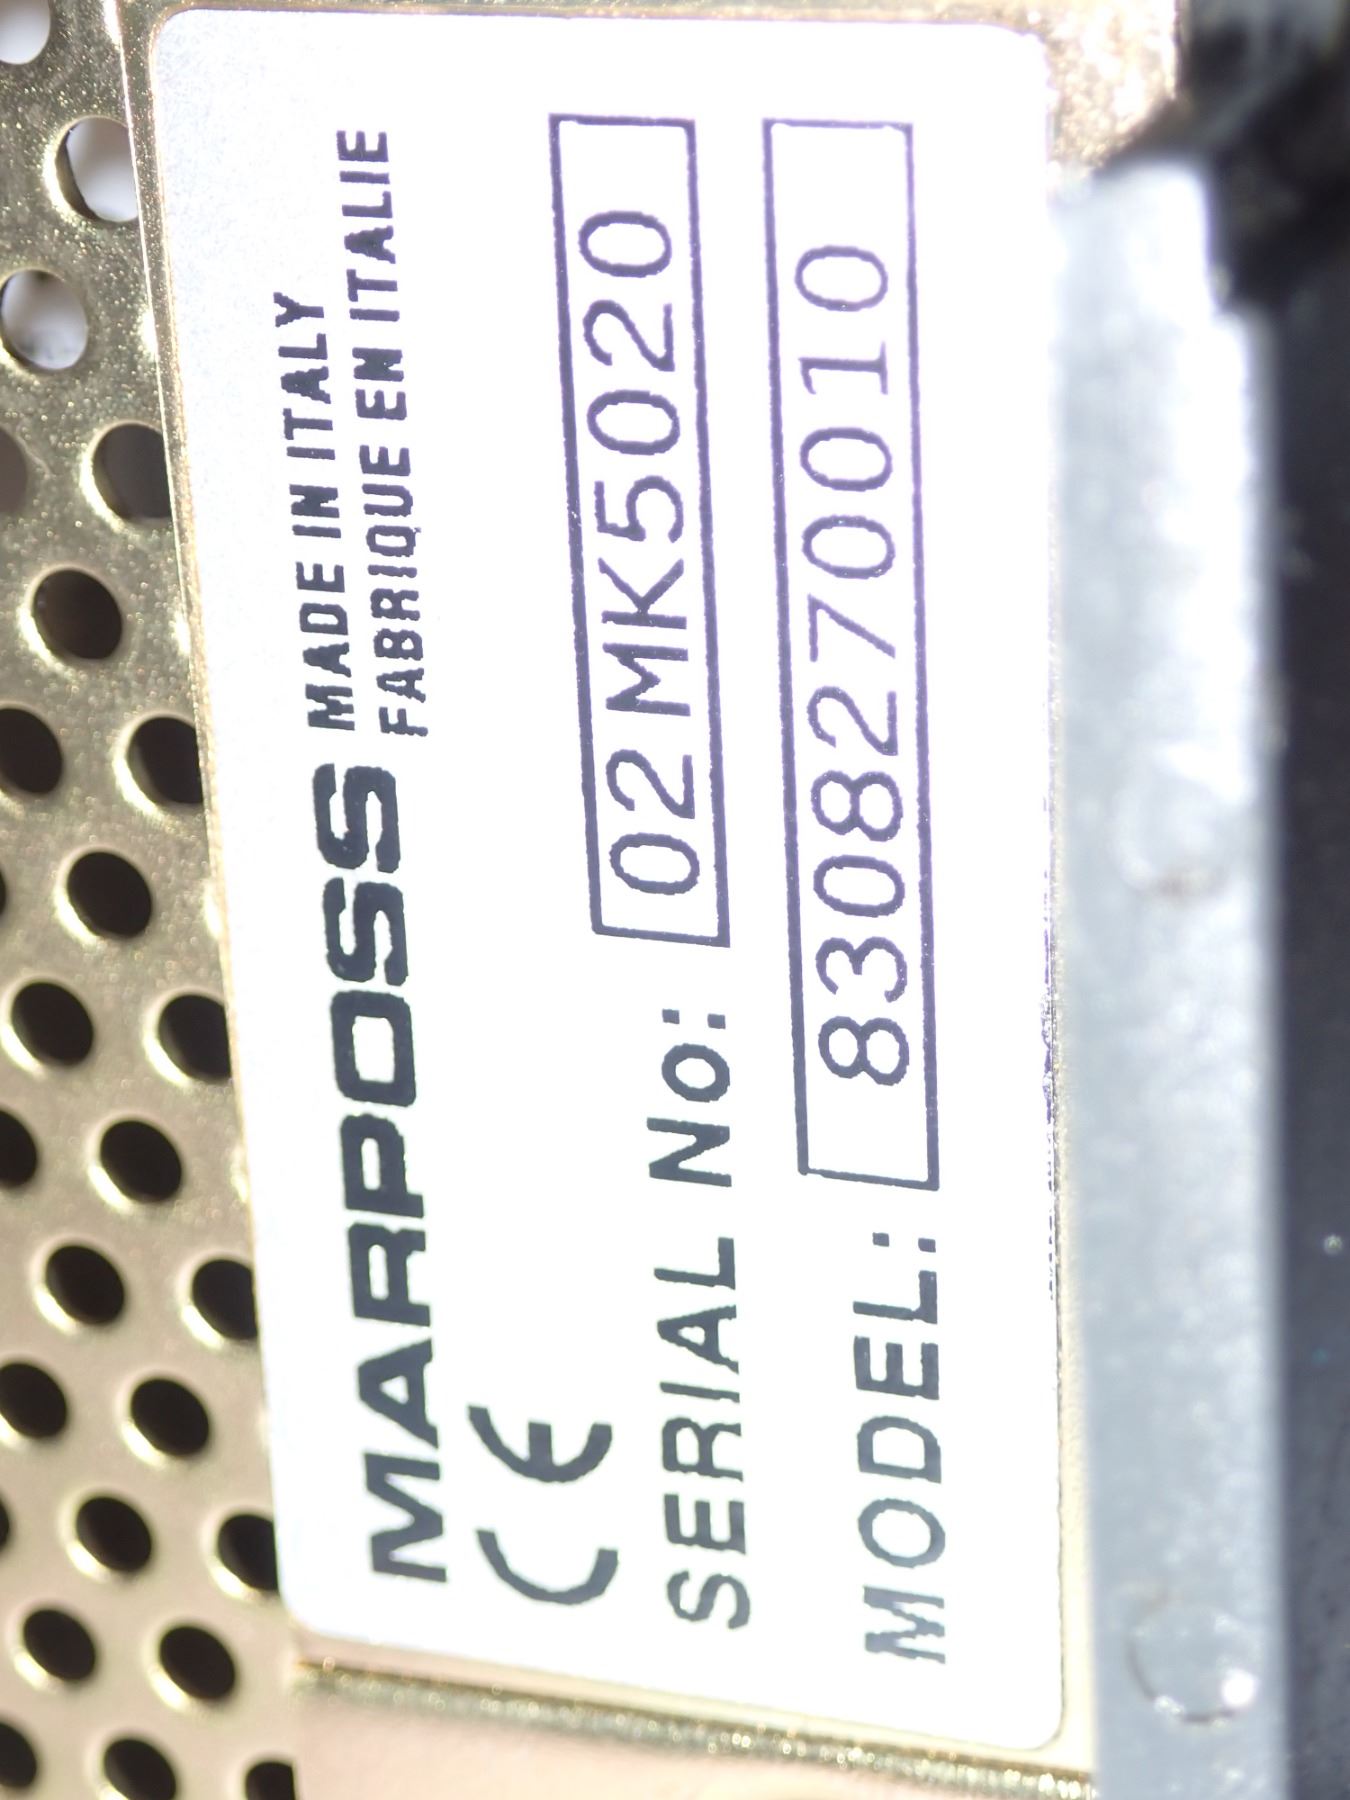 MARPOSS MADE IN ITALY
FABRIQUE EN ITALIE
CE
SERIAL No: 02MK5020
MODEL: 8308270010